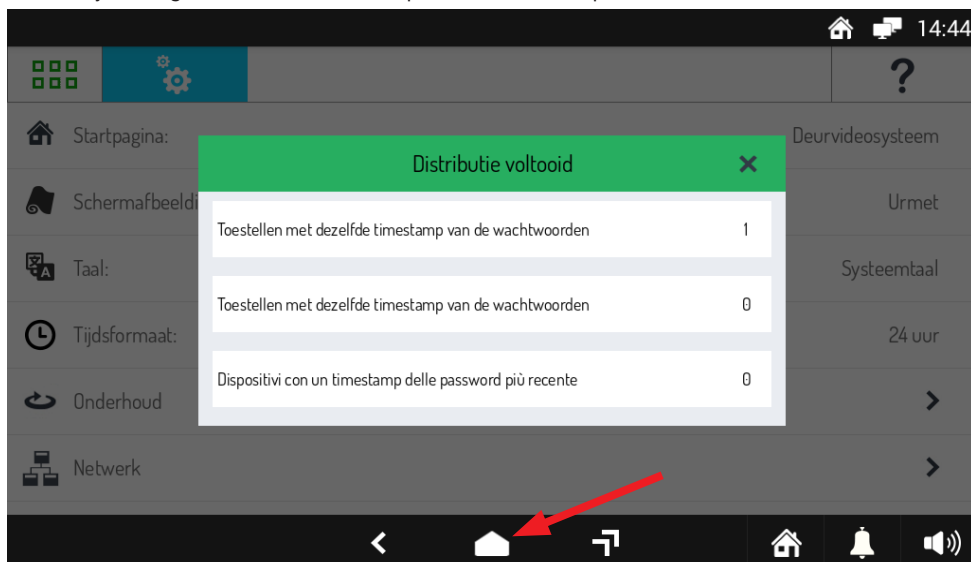 14:44
?
Startpagina:
Deurvideosysteem
Distributie voltooid
Schermafbeeldi
Urmet
Toestellen met dezelfde timestamp van de wachtwoorden 1
Taal:
Systeemtaal
Toestellen met dezelfde timestamp van de wachtwoorden 0
Tijdsformaat:
24 uur
Dispositivi con un timestamp delle password più recente 0
Onderhoud
Netwerk